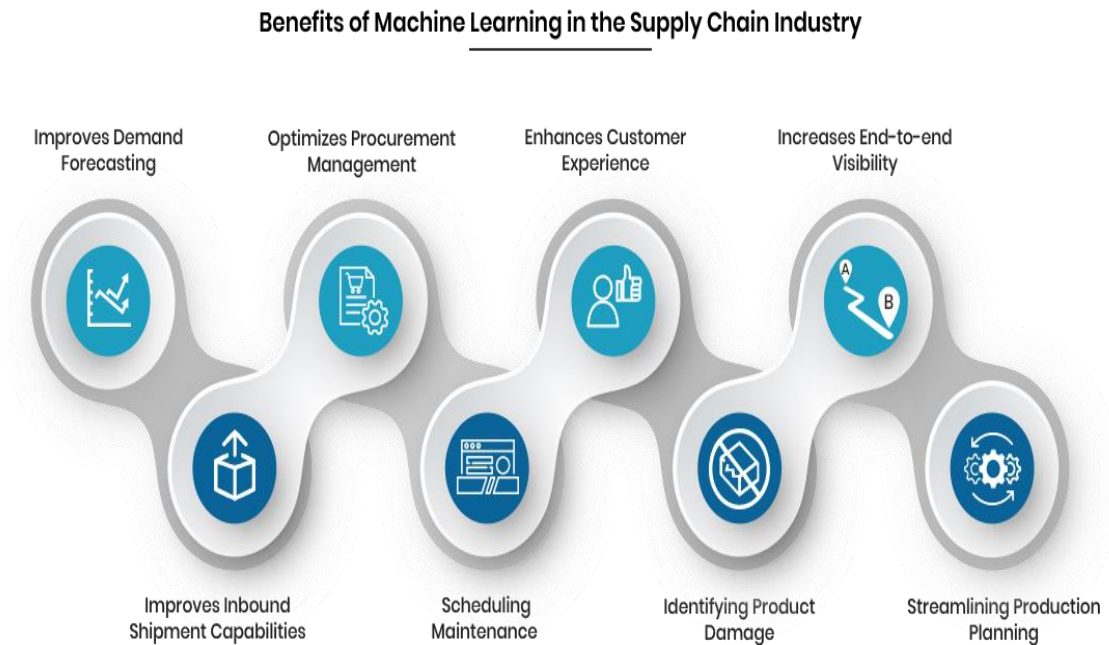 Benefits of Machine Learning in the Supply Chain Industry
Improves Demand
Forecasting
Optimizes Procurement
Management
Enhances Customer
Experience
Increases End-to-end
Visibility
A
B
Improves Inbound
Shipment Capabilities
Scheduling
Maintenance
Identifying Product
Damage
Streamlining Production
Planning